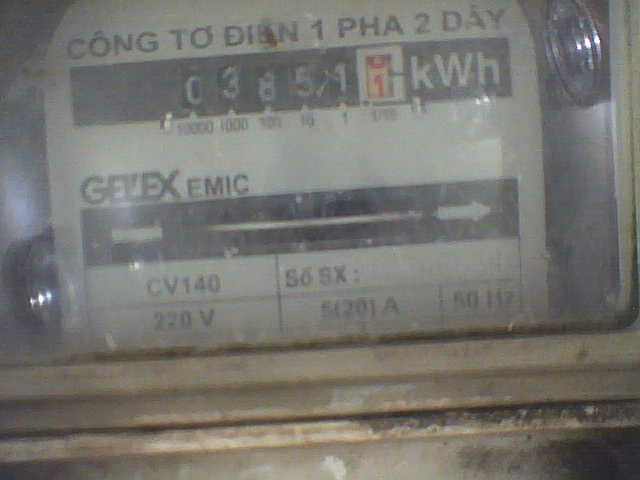 CÔNG TƠ ĐIỆN 1 PHA 2 DÂY
0 3 8 5 1 1 kWh
10000 1000 100 10 1 1/10
GELEX EMIC
CV140 Số SX :
220 V 5(20) A 50 Hz